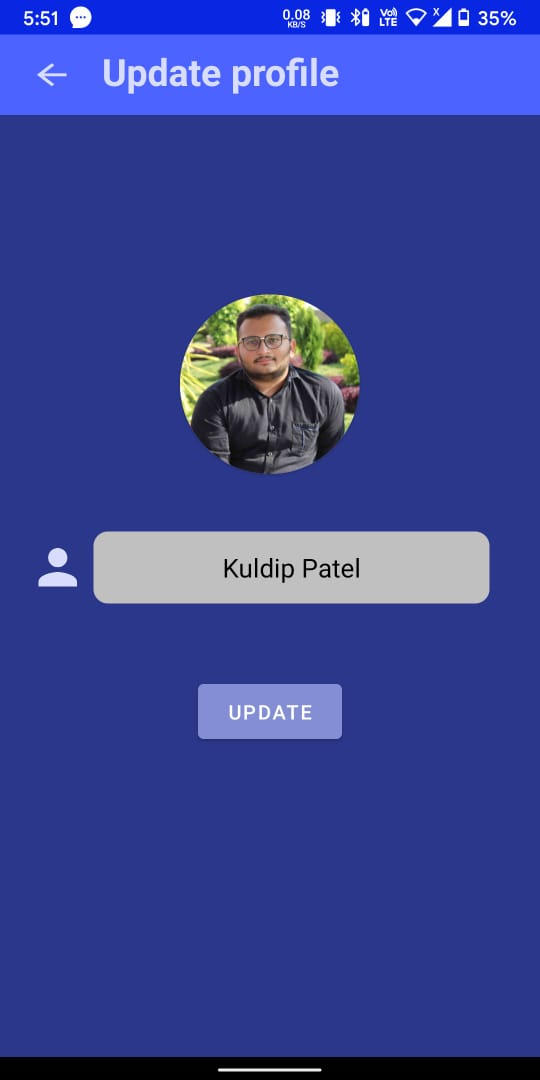 5:51 0.08 KB/S Vo) LTE X 35%
Update profile
Kuldip Patel
UPDATE